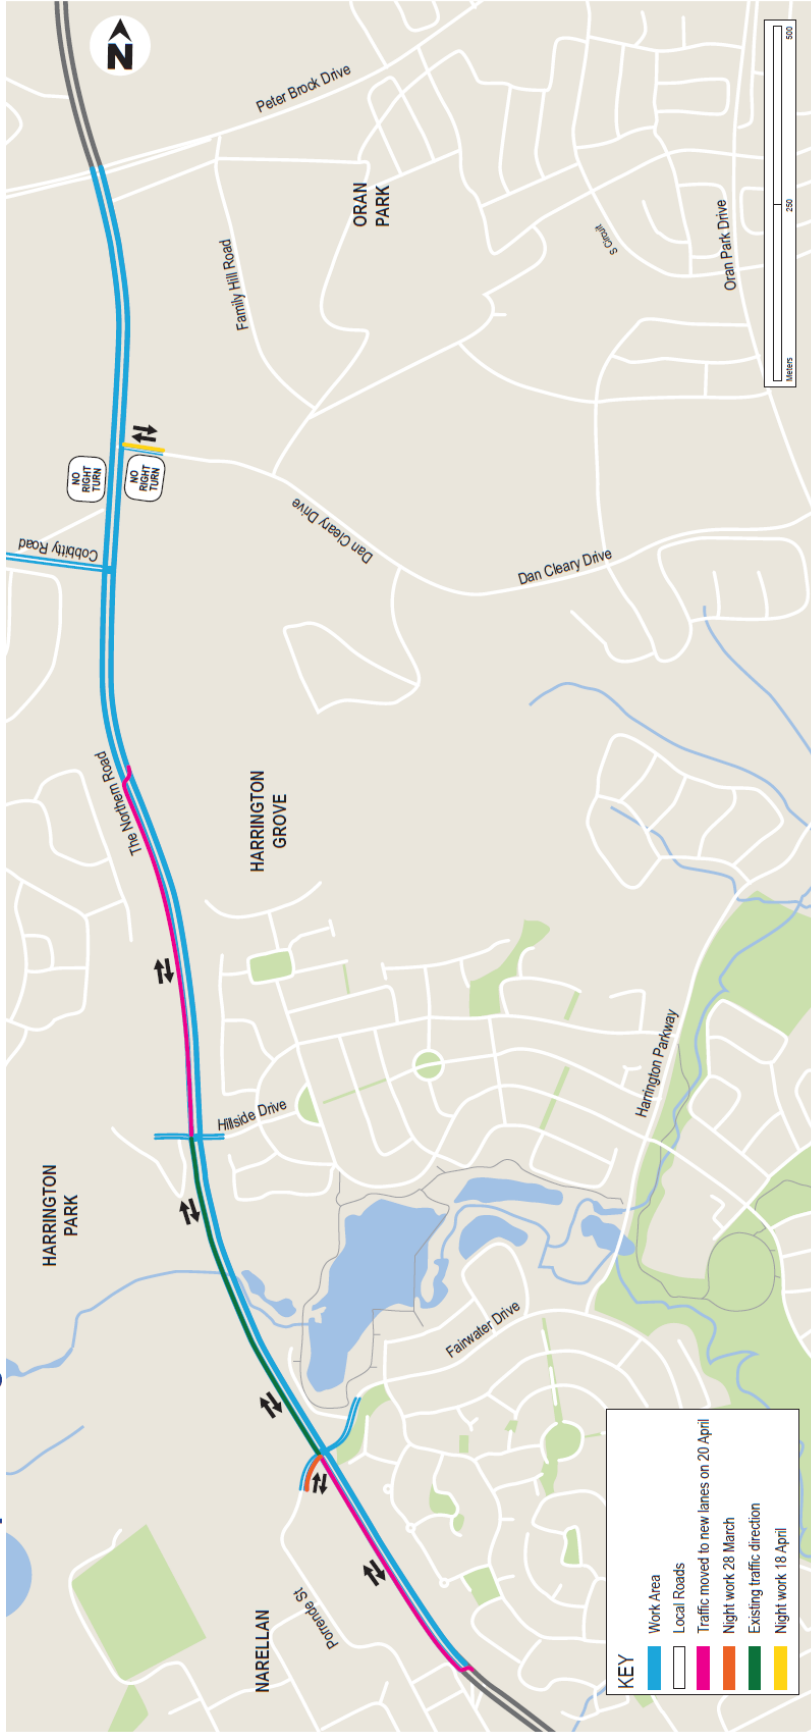 N
Peter Brock Drive
ORAN
PARK
Family Hill Road
S Circuit
Oran Park Drive
Meters
250
500
NO
RIGHT
TURN
NO
RIGHT
TURN
Cobbitty Road
Dan Cleary Drive
Dan Cleary Drive
The Northern Road
HARRINGTON
GROVE
Hillside Drive
Harrington Parkway
HARRINGTON
PARK
Fairwater Drive
Porrende St
NARELLAN
KEY
Work Area
Local Roads
Traffic moved to new lanes on 20 April
Night work 28 March
Existing traffic direction
Night work 18 April